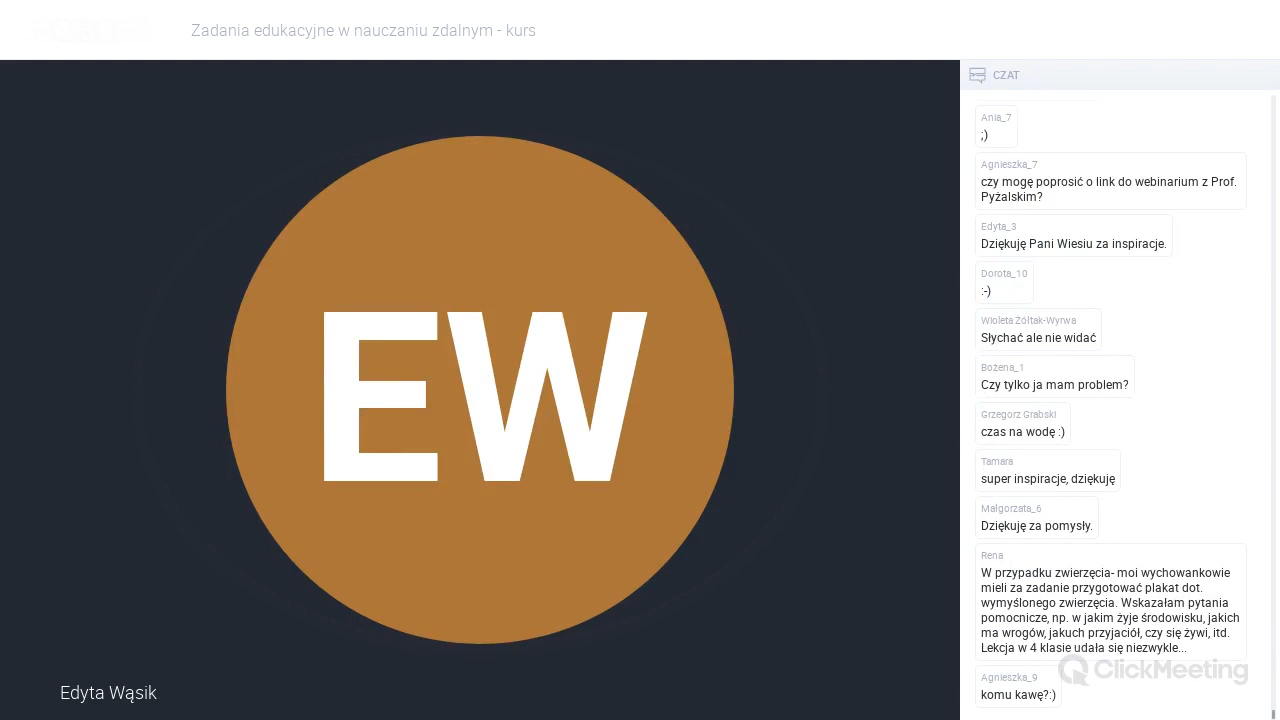 Zadania edukacyjne w nauczaniu zdalnym - kurs
CZAT
Ania_7
;)
Agnieszka_7
czy mogę poprosić o link do webinarium z Prof.
Pyżalskim?
Edyta_3
Dziękuję Pani Wiesiu za inspiracje.
Dorota_10
:-)
Wioleta Żółtak-Wyrwa
Słychać ale nie widać
Bożena_1
Czy tylko ja mam problem?
Grzegorz Grabski
czas na wodę :)
Tamara
super inspiracje, dziękuję
Małgorzata_6
Dziękuję za pomysły.
Rena
W przypadku zwierzęcia- moi wychowankowie
mieli za zadanie przygotować plakat dot.
wymyślonego zwierzęcia. Wskazałam pytania
pomocnicze, np. w jakim żyje środowisku, jakich
ma wrogów, jakuch przyjaciół, czy się żywi, itd.
Lekcja w 4 klasie udała się niezwykle...
Agnieszka_9
komu kawę?:)
ClickMeeting
EW
Edyta Wąsik